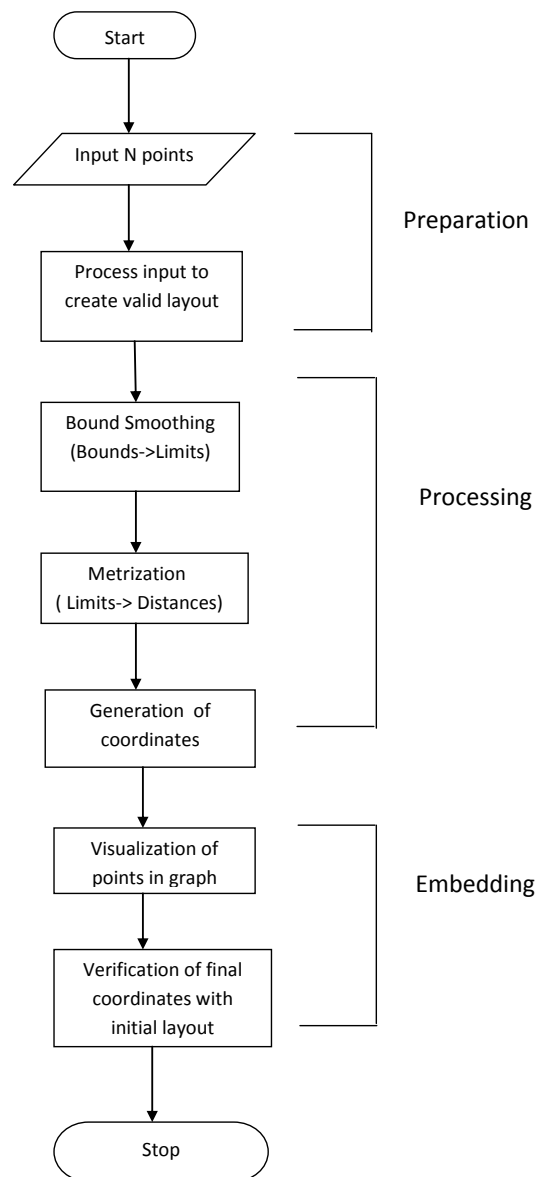 Start
Input N points
Preparation
Process input to
create valid layout
Bound Smoothing
(Bounds->Limits)
Processing
Metrization
( Limits-> Distances)
Generation of
coordinates
Visualization of
points in graph
Embedding
Verification of final
coordinates with
initial layout
Stop